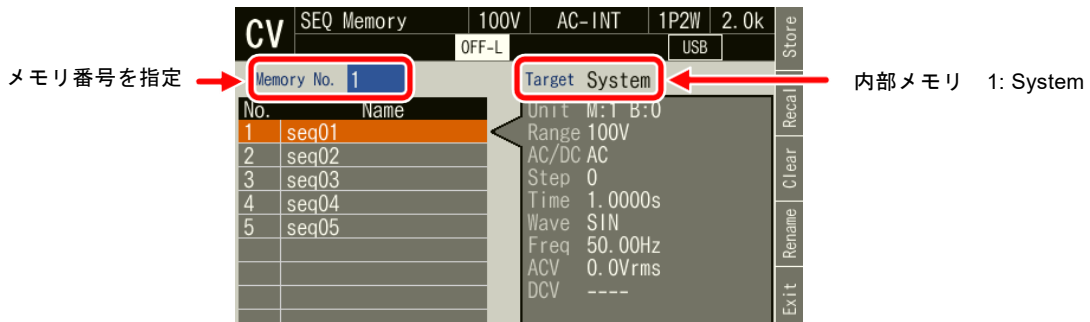 CV SEQ Memory 100V AC-INT 1P2W 2.0k
OFF-L USB
メモリ番号を指定
Memory No. 1
Target System
内部メモリ 1: System
No. Name
1 seq01
2 seq02
3 seq03
4 seq04
5 seq05
Unit M:1 B:0
Range 100V
AC/DC AC
Step 0
Time 1.0000s
Wave SIN
Freq 50.00Hz
ACV 0.0Vrms
DCV ----
Store
Recal
Clear
Rename
Exit